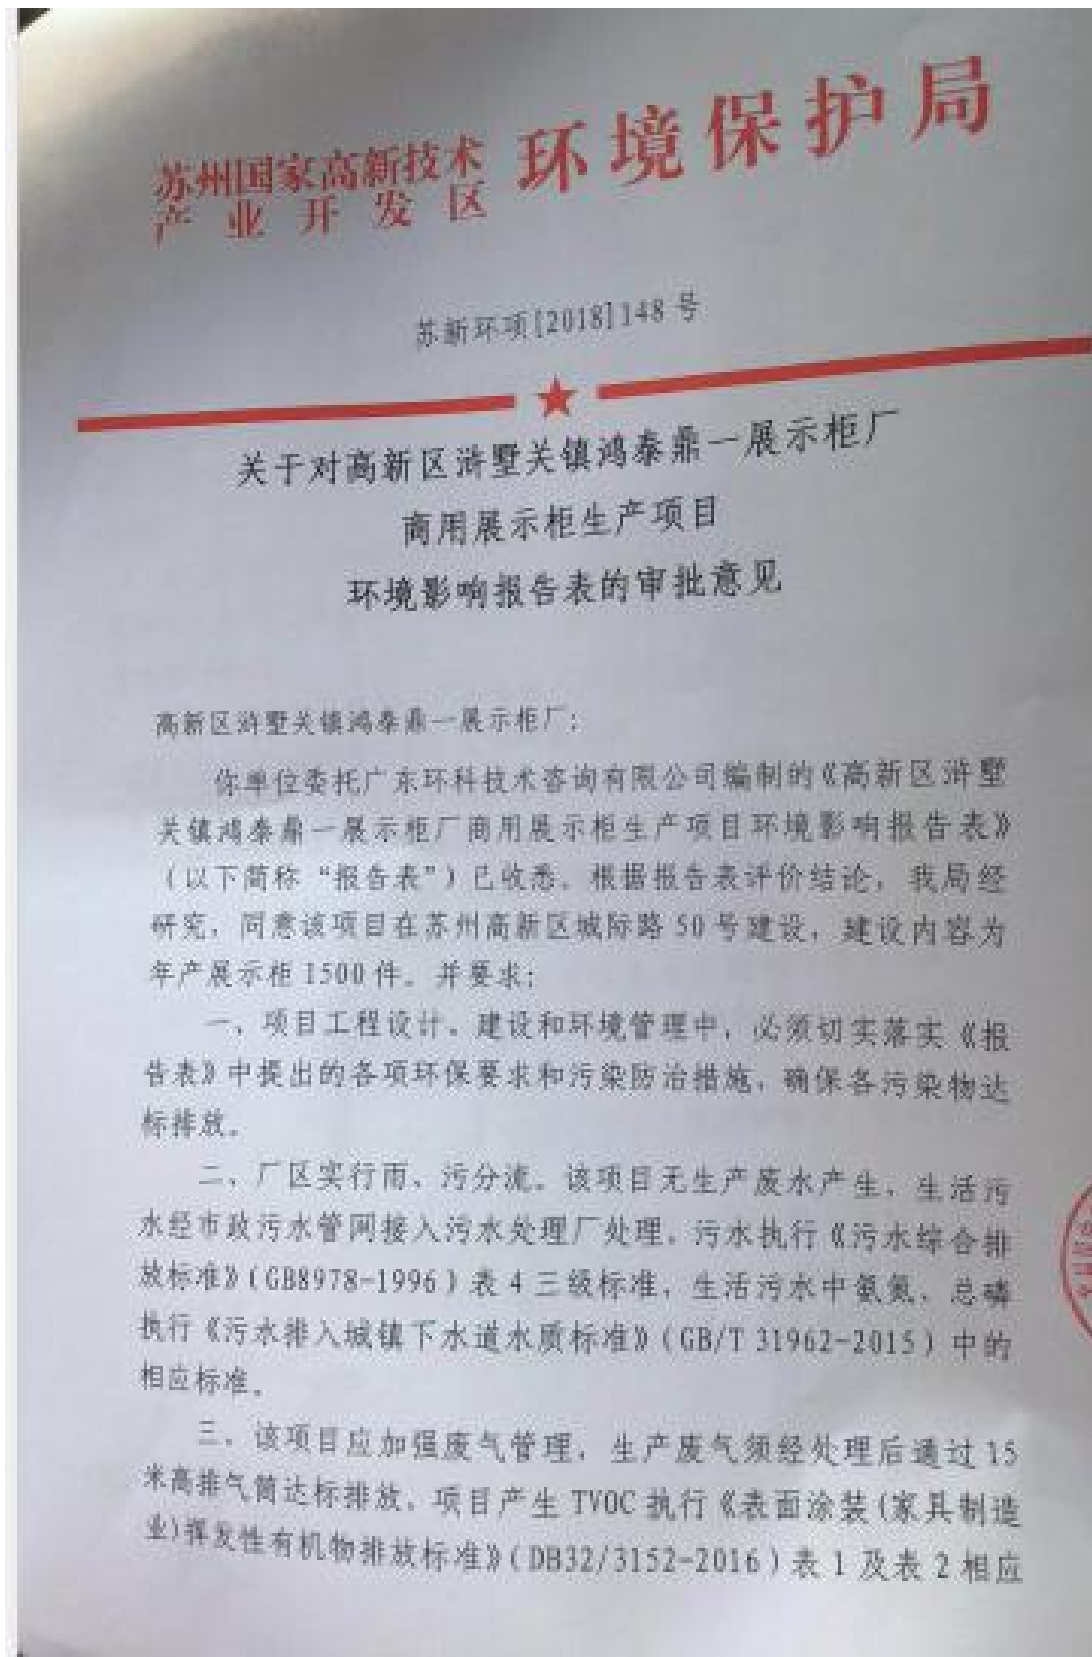 苏州国家高新技术
产业开发区
环境保护局
苏新环项[2018]148号
关于对高新区浒墅关镇鸿泰鼎一展示柜厂
商用展示柜生产项目
环境影响报告表的审批意见
高新区浒墅关镇鸿泰鼎一展示柜厂：
你单位委托广东环科技术咨询有限公司编制的《高新区浒墅
关镇鸿泰鼎一展示柜厂商用展示柜生产项目环境影响报告表》
（以下简称“报告表”）已收悉。根据报告表评价结论，我局经
研究，同意该项目在苏州高新区城际路50号建设，建设内容为
年产展示柜1500件。并要求：
一、项目工程设计、建设和环境管理中，必须切实落实《报
告表》中提出的各项环保要求和污染防治措施，确保各污染物达
标排放。
二、厂区实行雨、污分流。该项目无生产废水产生，生活污
水经市政污水管网接入污水处理厂处理，污水执行《污水综合排
放标准》（GB8978-1996）表4三级标准，生活污水中氨氮、总磷
执行《污水排入城镇下水道水质标准》（GB/T 31962-2015）中的
相应标准。
三、该项目应加强废气管理，生产废气须经处理后通过15
米高排气筒达标排放，项目产生TVOC执行《表面涂装(家具制造
业)挥发性有机物排放标准》（DB32/3152-2016）表1及表2相应